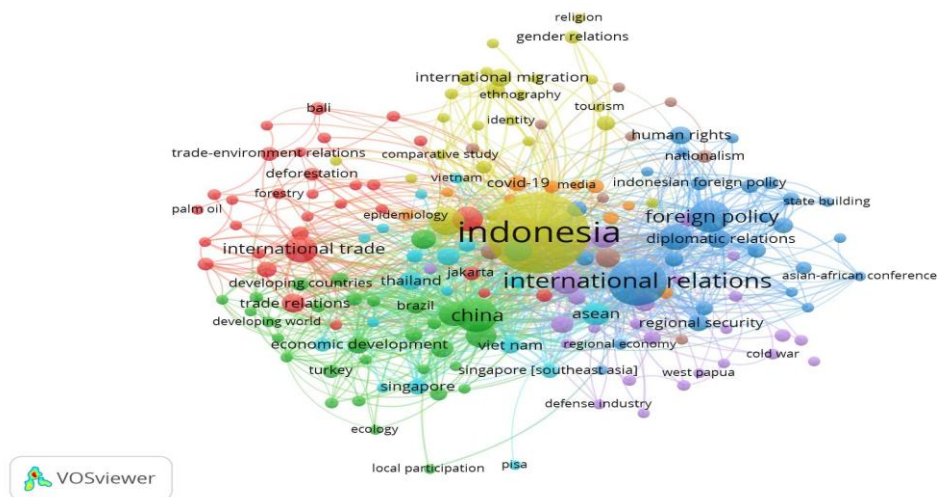 religion
gender relations
international migration
ethnography
tourism
bali
identity
human rights
trade-environment relations
comparative study
nationalism
deforestation
vietnam
covid-19
media
indonesian foreign policy
forestry
state building
palm oil
epidemiology
foreign policy
indonesia
international trade
diplomatic relations
jakarta
asian-african conference
developing countries
thailand
international relations
trade relations
brazil
china
asean
developing world
regional security
economic development
viet nam
regional economy
cold war
turkey
singapore [southeast asia]
west papua
singapore
defense industry
ecology
local participation
pisa
VOSviewer